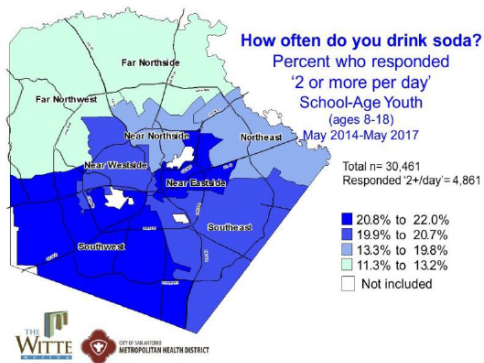 How often do you drink soda?
Percent who responded
'2 or more per day'
School-Age Youth
(ages 8-18)
May 2014-May 2017
Far Northside
Far Northwest
Near Northside
Northeast
Near Westside
Near Eastside
Southwest
Southeast
Total n= 30,461
Responded '2+/day'= 4,861
20.8% to 22.0%
19.9% to 20.7%
13.3% to 19.8%
11.3% to 13.2%
Not included
THE
WITTE
MUSEUM
CITY OF SAN ANTONIO
METROPOLITAN HEALTH DISTRICT